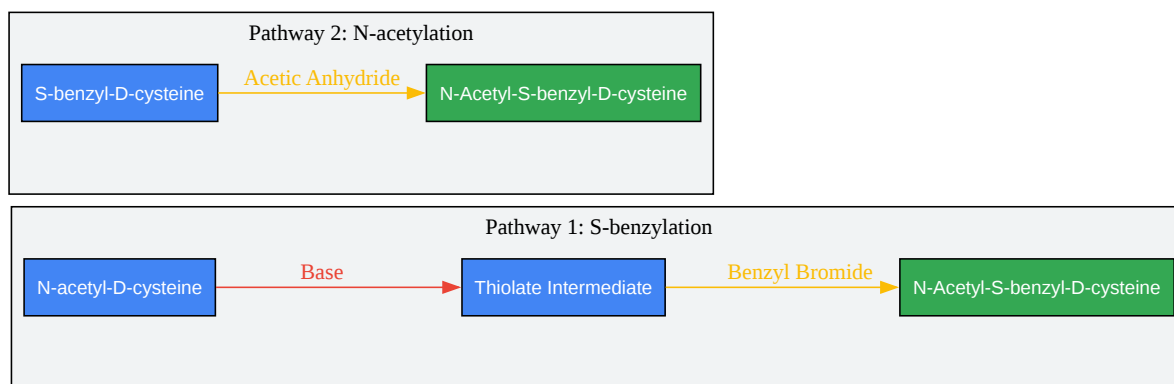 Pathway 2: N-acetylation
S-benzyl-D-cysteine
Acetic Anhydride
N-Acetyl-S-benzyl-D-cysteine
Pathway 1: S-benzylation
N-acetyl-D-cysteine
Base
Thiolate Intermediate
Benzyl Bromide
N-Acetyl-S-benzyl-D-cysteine